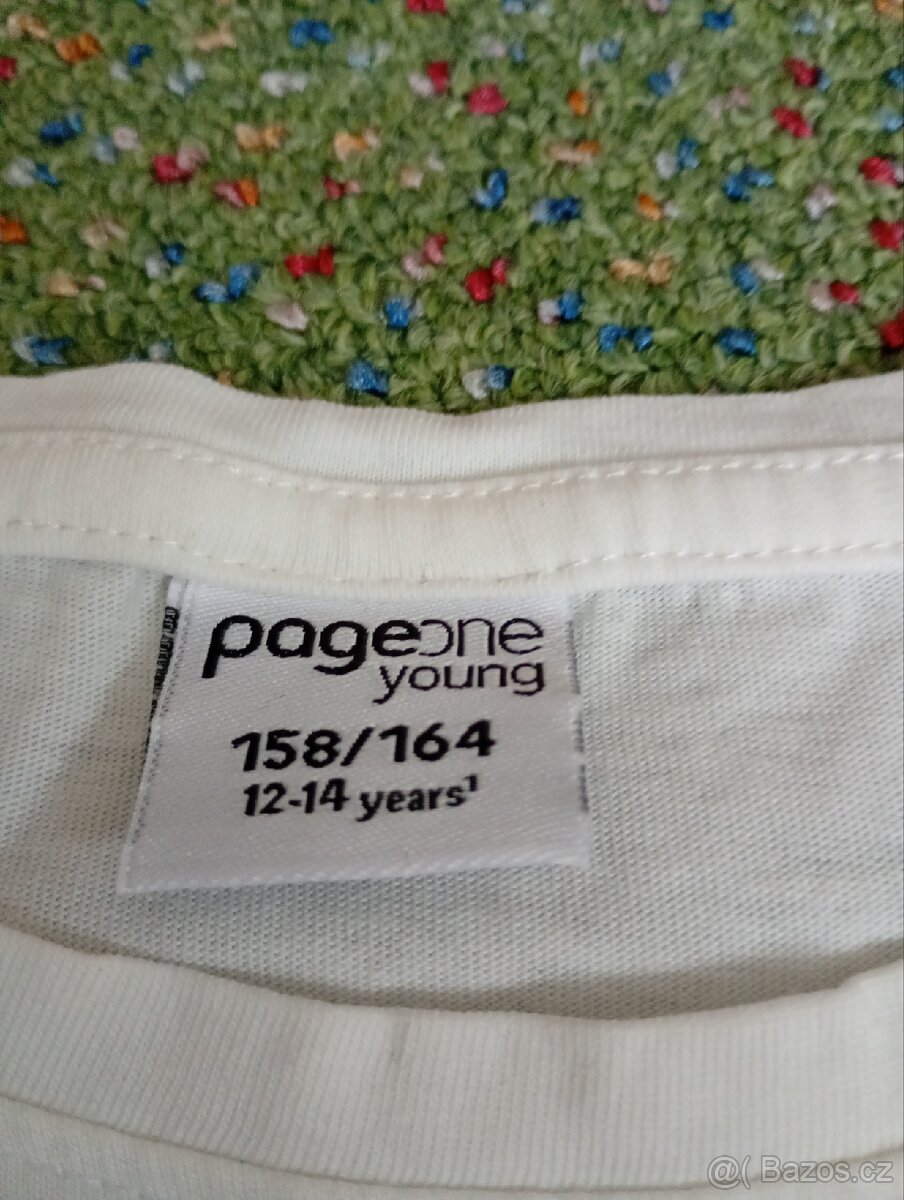 pageone
young
158/164
12-14 years¹
@( Bazos.cz